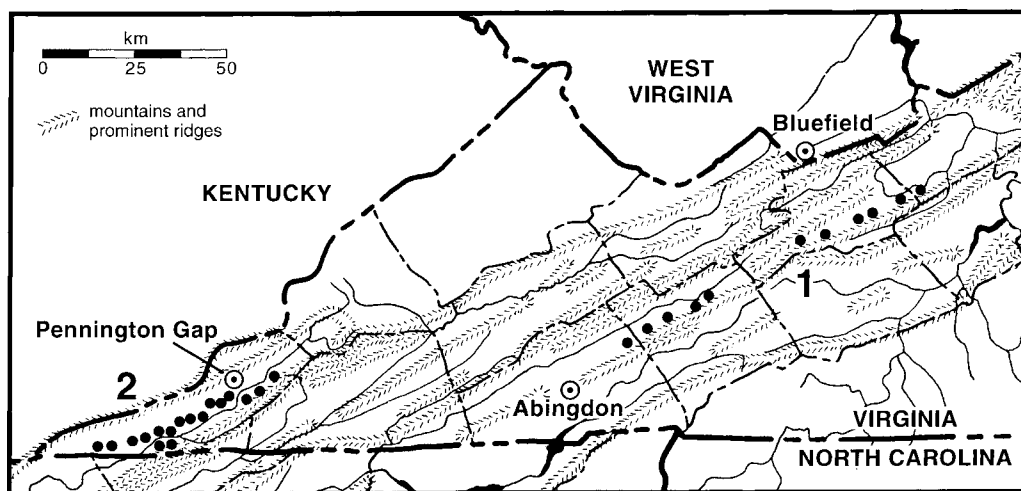 km
0 25 50
mountains and
prominent ridges
WEST
VIRGINIA
Bluefield
KENTUCKY
1
Pennington Gap
2
Abingdon
VIRGINIA
NORTH CAROLINA